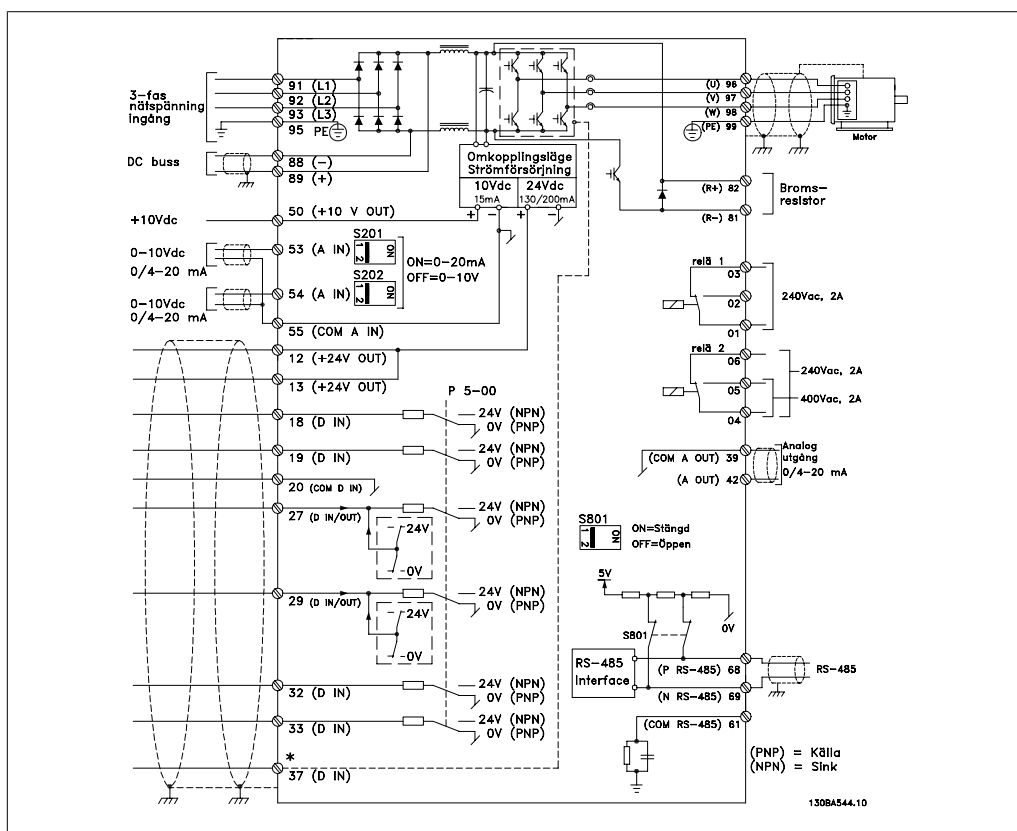 3-fas
nätspänning
ingång
91 (L1)
92 (L2)
93 (L3)
95 PE
DC buss
88 (-)
89 (+)
+10Vdc
50 (+10 V OUT)
0-10Vdc
0/4-20 mA
53 (A IN)
S201
ON
1 2
ON=0-20mA
OFF=0-10V
0-10Vdc
0/4-20 mA
54 (A IN)
S202
ON
1 2
55 (COM A IN)
12 (+24V OUT)
13 (+24V OUT)
P 5-00
18 (D IN)
24V (NPN)
0V (PNP)
19 (D IN)
24V (NPN)
0V (PNP)
20 (COM D IN)
27 (D IN/OUT)
24V (NPN)
0V (PNP)
24V
0V
29 (D IN/OUT)
24V (NPN)
0V (PNP)
24V
0V
32 (D IN)
24V (NPN)
0V (PNP)
33 (D IN)
24V (NPN)
0V (PNP)
*
37 (D IN)
Omkopplingsläge
Strömförsörjning
10Vdc
15mA
24Vdc
130/200mA
+ - + -
(U) 96
(V) 97
(W) 98
(PE) 99
Motor
(R+) 82
(R-) 81
Broms-
resistor
relä 1
03
02
01
240Vac, 2A
relä 2
06
05
04
240Vac, 2A
400Vac, 2A
(COM A OUT) 39
(A OUT) 42
Analog
utgång
0/4-20 mA
S801
ON
1 2
ON=Stängd
OFF=Öppen
5V
0V
S801
RS-485
Interface
(P RS-485) 68
(N RS-485) 69
(COM RS-485) 61
RS-485
(PNP) = Källa
(NPN) = Sink
130BA544.10